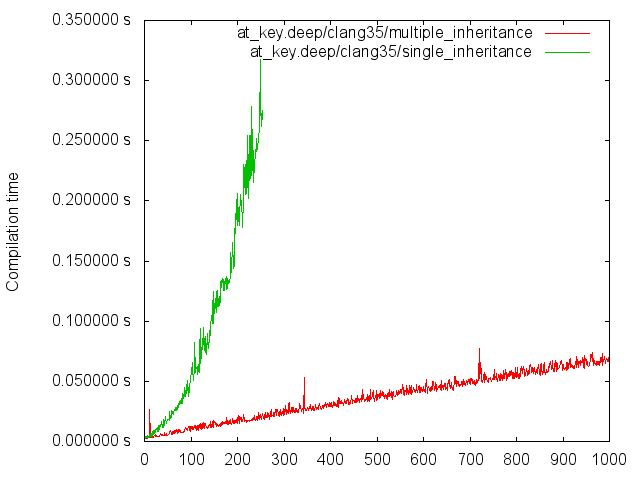 0.350000 s
at_key.deep/clang35/multiple_inheritance
at_key.deep/clang35/single_inheritance
0.300000 s
0.250000 s
0.200000 s
Compilation time
0.150000 s
0.100000 s
0.050000 s
0.000000 s
0 100 200 300 400 500 600 700 800 900 1000